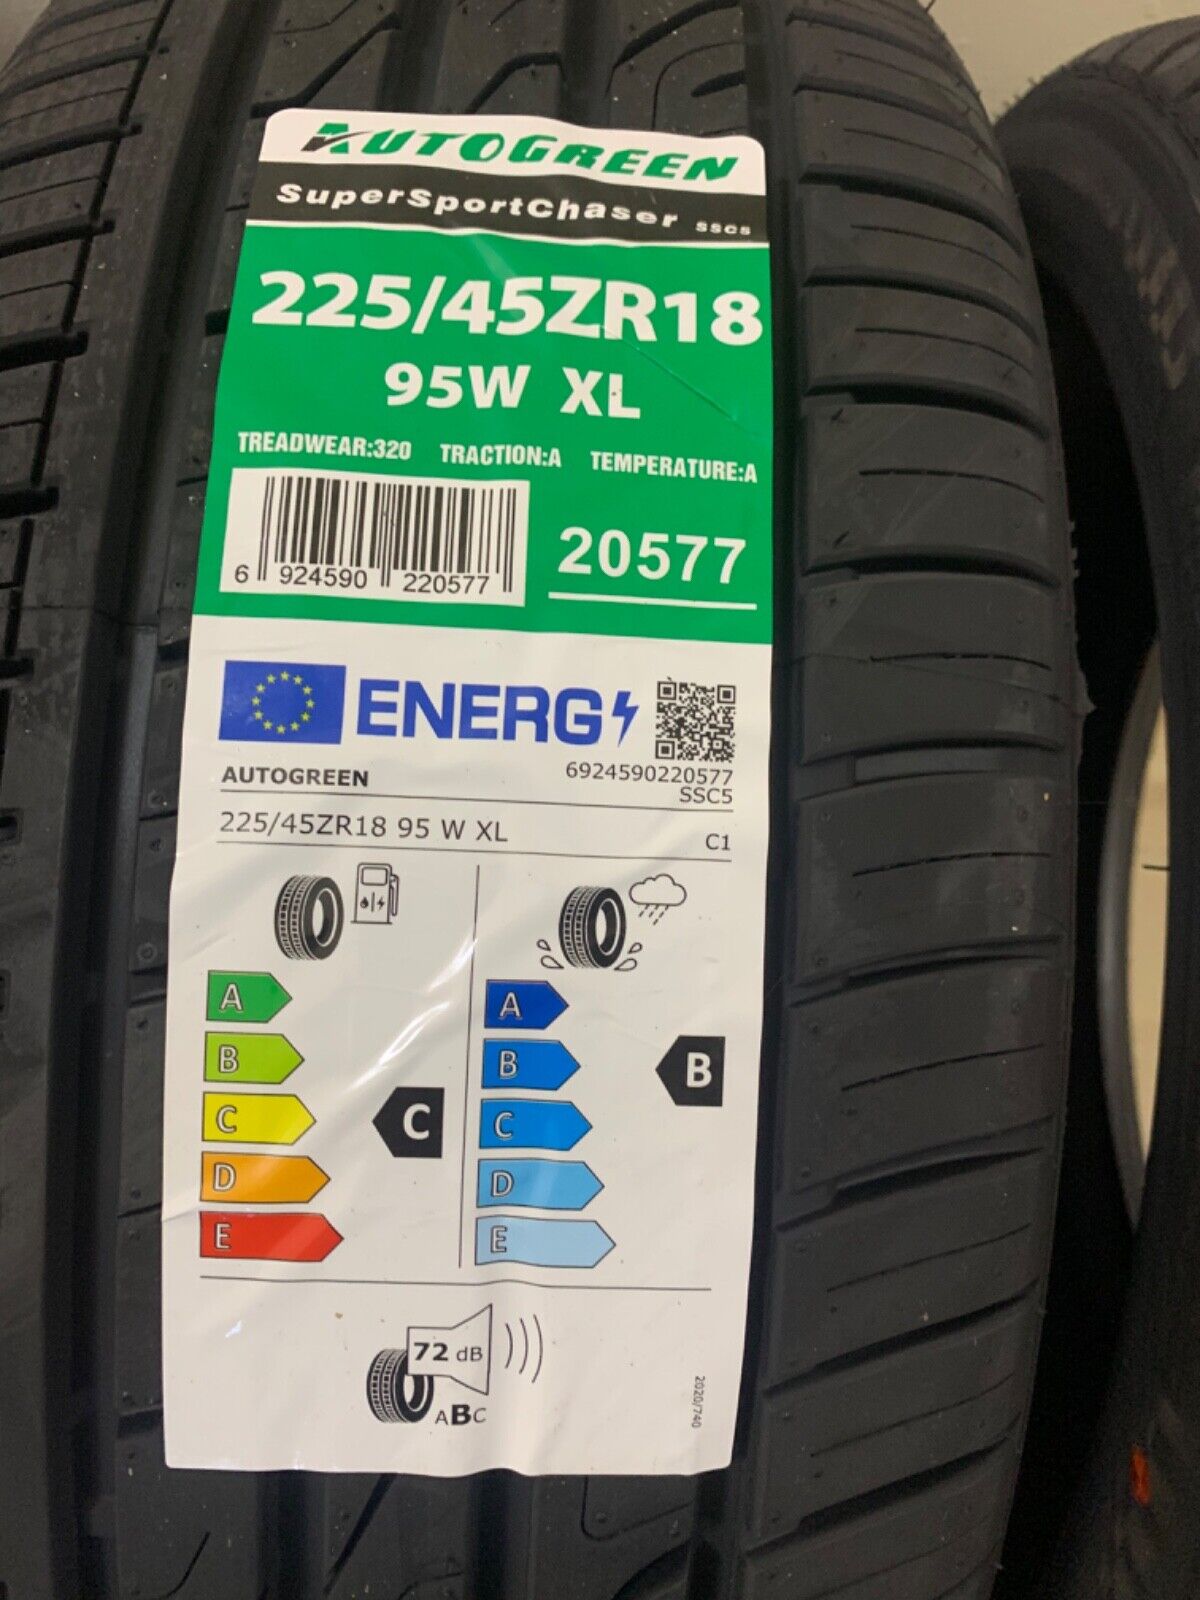 AUTOGREEN
SuperSportChaser SSC5
225/45ZR18
95W XL
TREADWEAR:320 TRACTION:A TEMPERATURE:A
6 924590 220577
20577
ENERG
AUTOGREEN
6924590220577
SSC5
225/45ZR18 95 W XL
C1
A
B
C
D
E
C
A
B
C
D
E
B
72 dB
ABC
2020/740